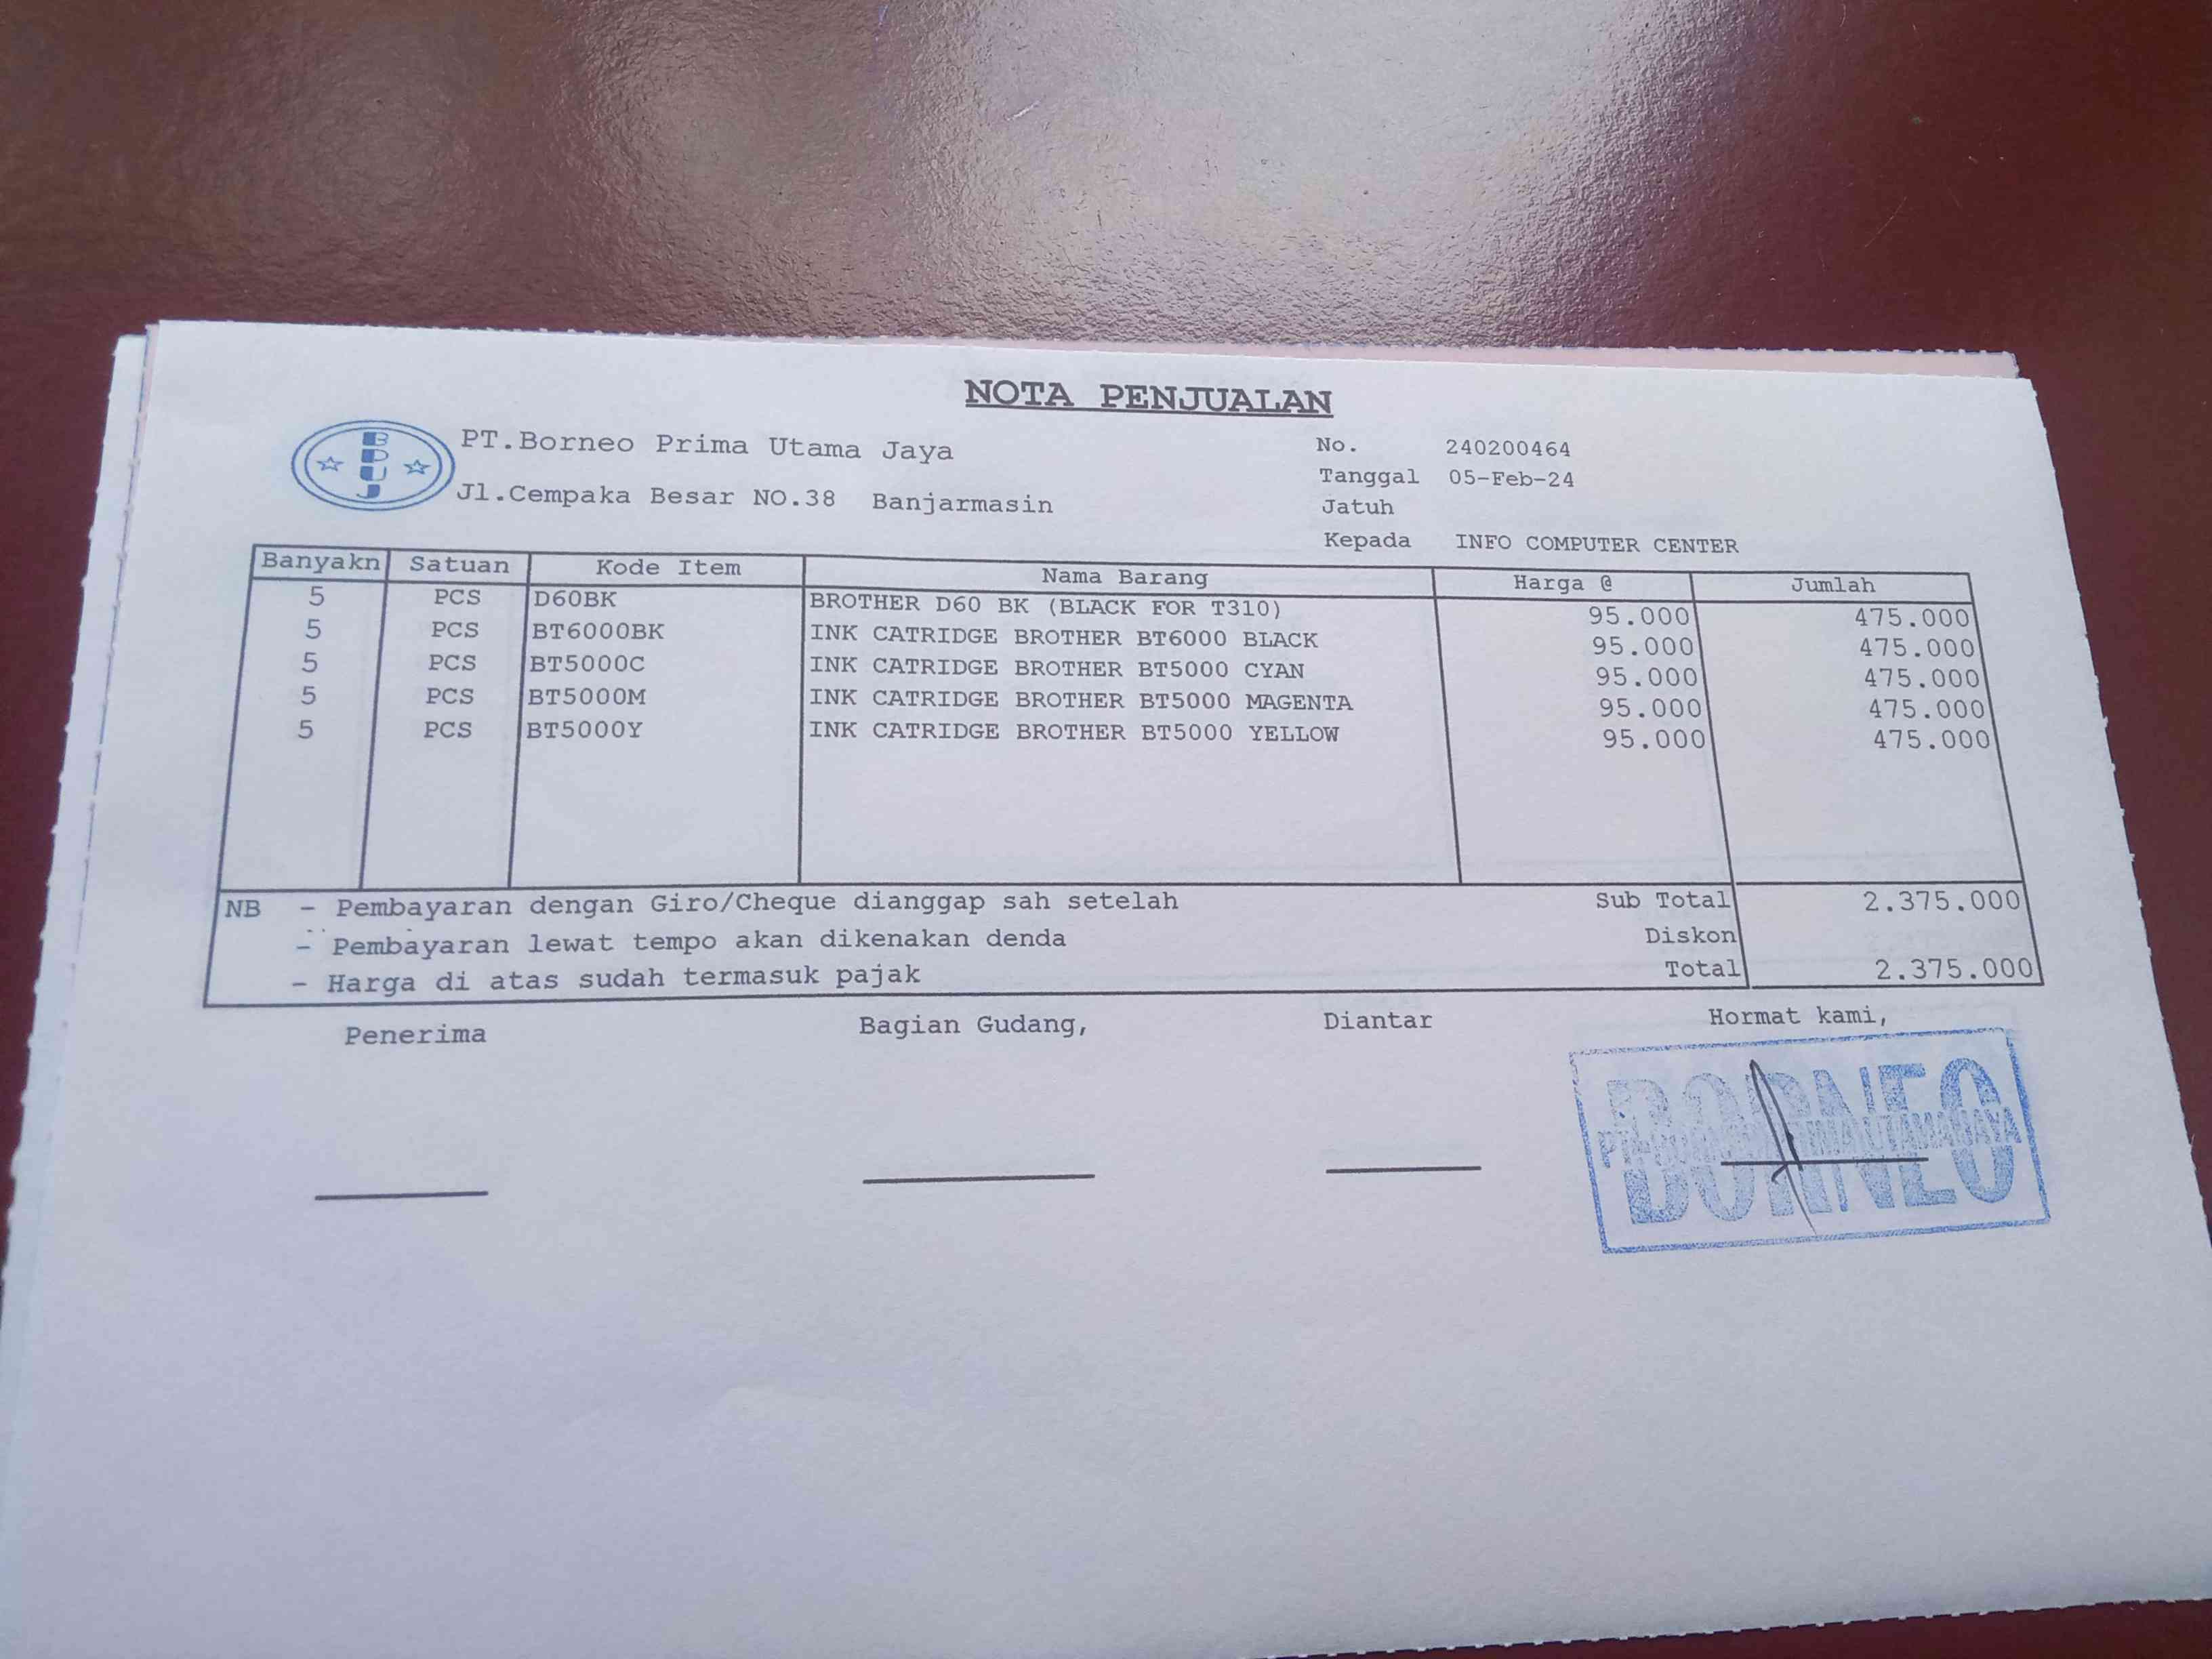 NOTA PENJUALAN
BPUJ
PT.Borneo Prima Utama Jaya
Jl.Cempaka Besar NO.38 Banjarmasin
No. 240200464
Tanggal 05-Feb-24
Jatuh
Kepada INFO COMPUTER CENTER
Banyakn Satuan Kode Item Nama Barang Harga @ Jumlah
5 PCS D60BK BROTHER D60 BK (BLACK FOR T310) 95.000 475.000
5 PCS BT6000BK INK CATRIDGE BROTHER BT6000 BLACK 95.000 475.000
5 PCS BT5000C INK CATRIDGE BROTHER BT5000 CYAN 95.000 475.000
5 PCS BT5000M INK CATRIDGE BROTHER BT5000 MAGENTA 95.000 475.000
5 PCS BT5000Y INK CATRIDGE BROTHER BT5000 YELLOW 95.000 475.000
NB - Pembayaran dengan Giro/Cheque dianggap sah setelah Sub Total 2.375.000
- Pembayaran lewat tempo akan dikenakan denda Diskon
- Harga di atas sudah termasuk pajak Total 2.375.000
Penerima Bagian Gudang, Diantar Hormat kami,
BORNEO